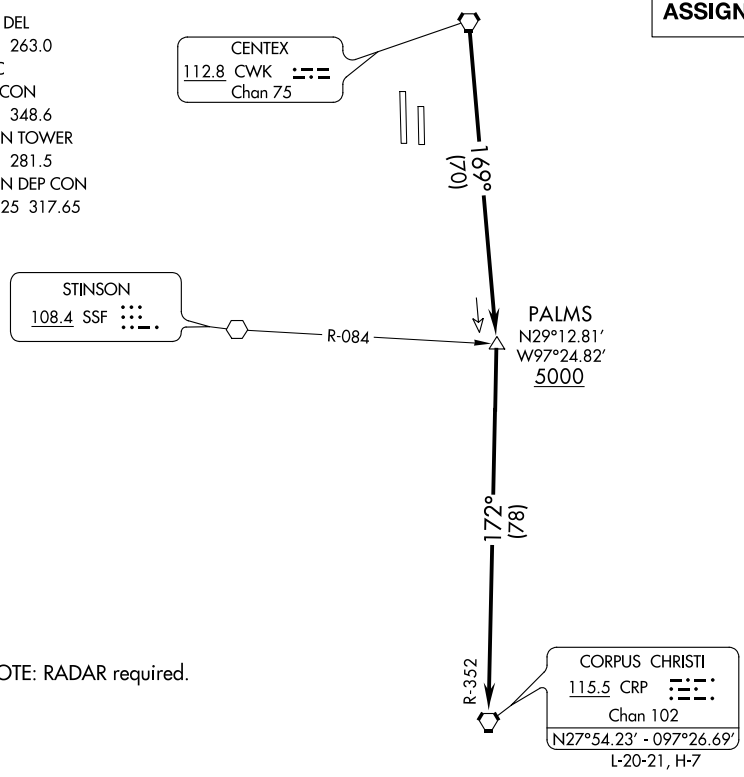 DEL
263.0
C
CON
348.6
N TOWER
281.5
N DEP CON
25 317.65
ASSIGN
CENTEX
112.8 CWK
Chan 75
169°
(70)
STINSON
108.4 SSF
R-084
PALMS
N29°12.81'
W97°24.82'
5000
172°
(78)
R-352
OTE: RADAR required.
CORPUS CHRISTI
115.5 CRP
Chan 102
N27°54.23' - 097°26.69'
L-20-21, H-7